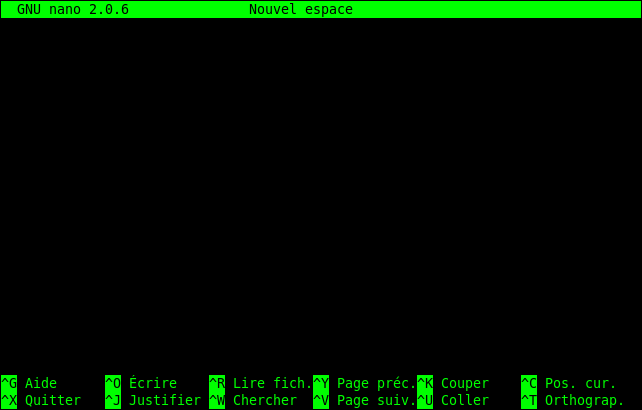 GNU nano 2.0.6 Nouvel espace
^G Aide ^O Écrire ^R Lire fich. ^Y Page préc. ^K Couper ^C Pos. cur.
^X Quitter ^J Justifier ^W Chercher ^V Page suiv. ^U Coller ^T Orthograp.